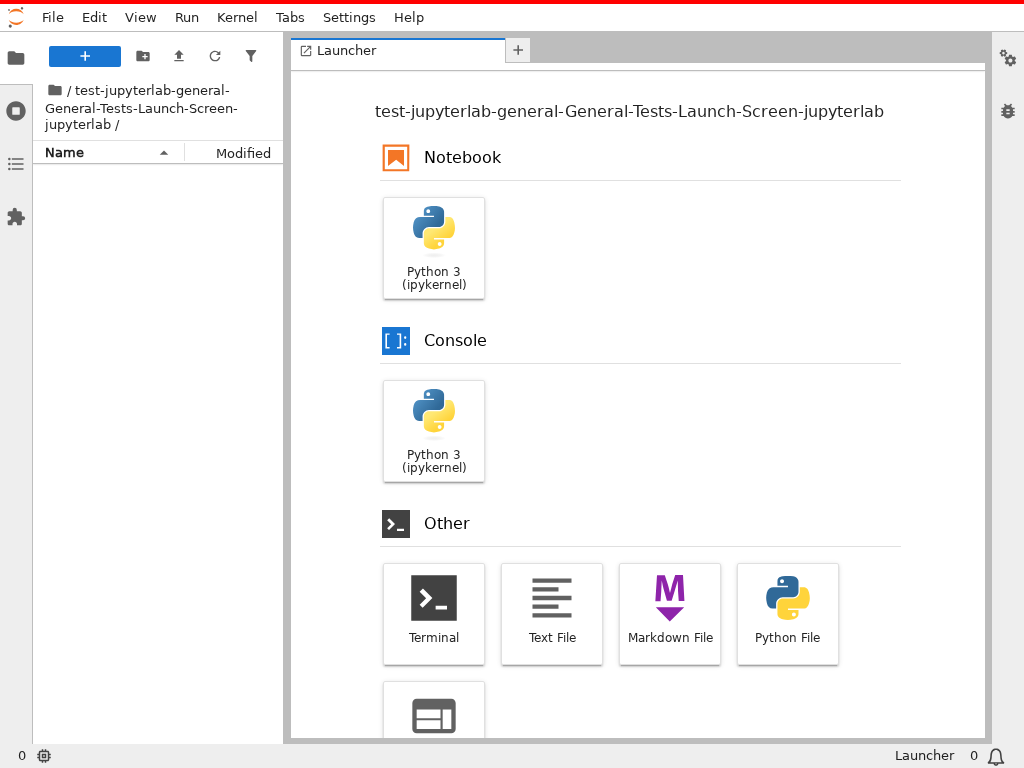 File Edit View Run Kernel Tabs Settings Help
+
/ test-jupyterlab-general-
General-Tests-Launch-Screen-
jupyterlab /
Name Modified
Launcher +
test-jupyterlab-general-General-Tests-Launch-Screen-jupyterlab
Notebook
Python 3
(ipykernel)
[ ]: Console
Python 3
(ipykernel)
Other
Terminal Text File Markdown File Python File
0 Launcher 0